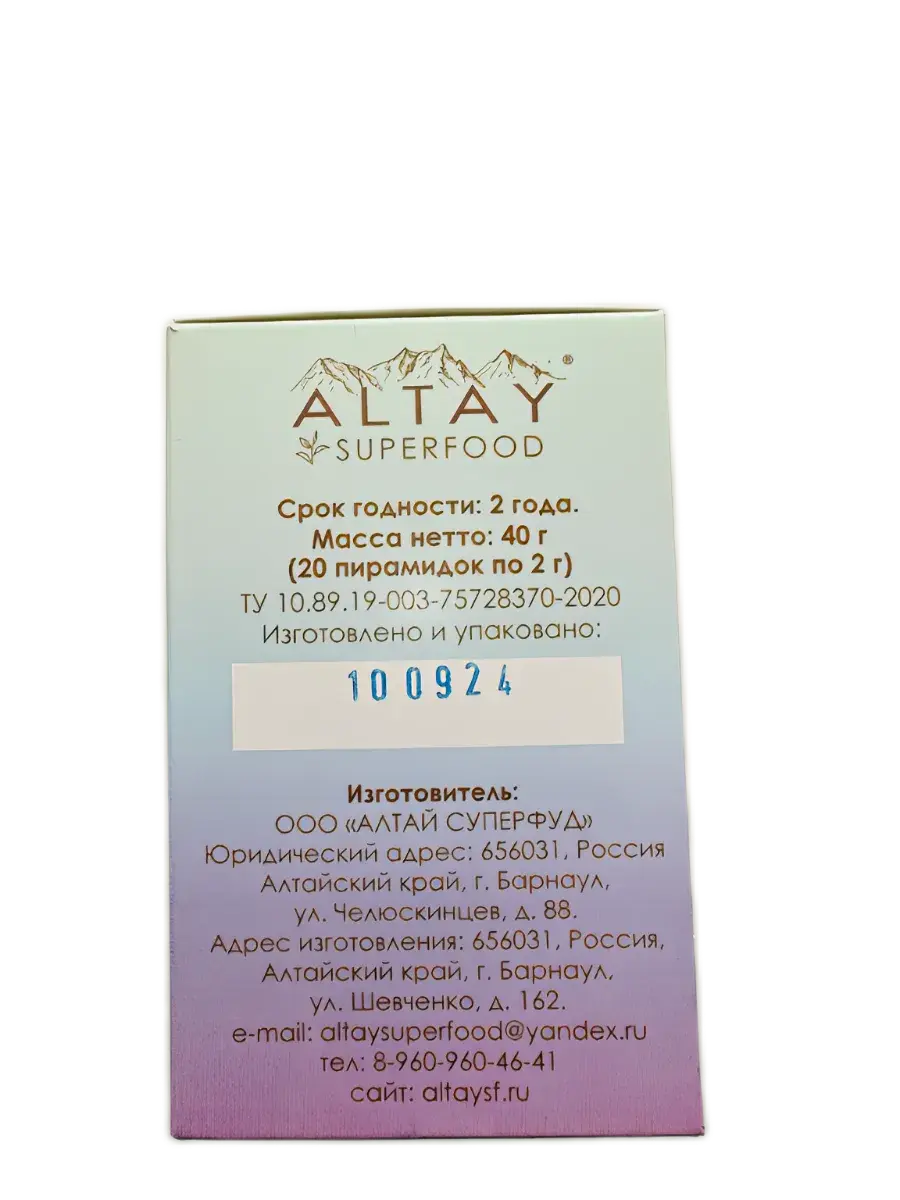 ALTAY®
SUPERFOOD
Срок годности: 2 года.
Масса нетто: 40 г
(20 пирамидок по 2 г)
ТУ 10.89.19-003-75728370-2020
Изготовлено и упаковано:
100924
Изготовитель:
ООО «АЛТАЙ СУПЕРФУД»
Юридический адрес: 656031, Россия
Алтайский край, г. Барнаул,
ул. Челюскинцев, д. 88.
Адрес изготовления: 656031, Россия,
Алтайский край, г. Барнаул,
ул. Шевченко, д. 162.
e-mail: altaysuperfood@yandex.ru
тел: 8-960-960-46-41
сайт: altaysf.ru